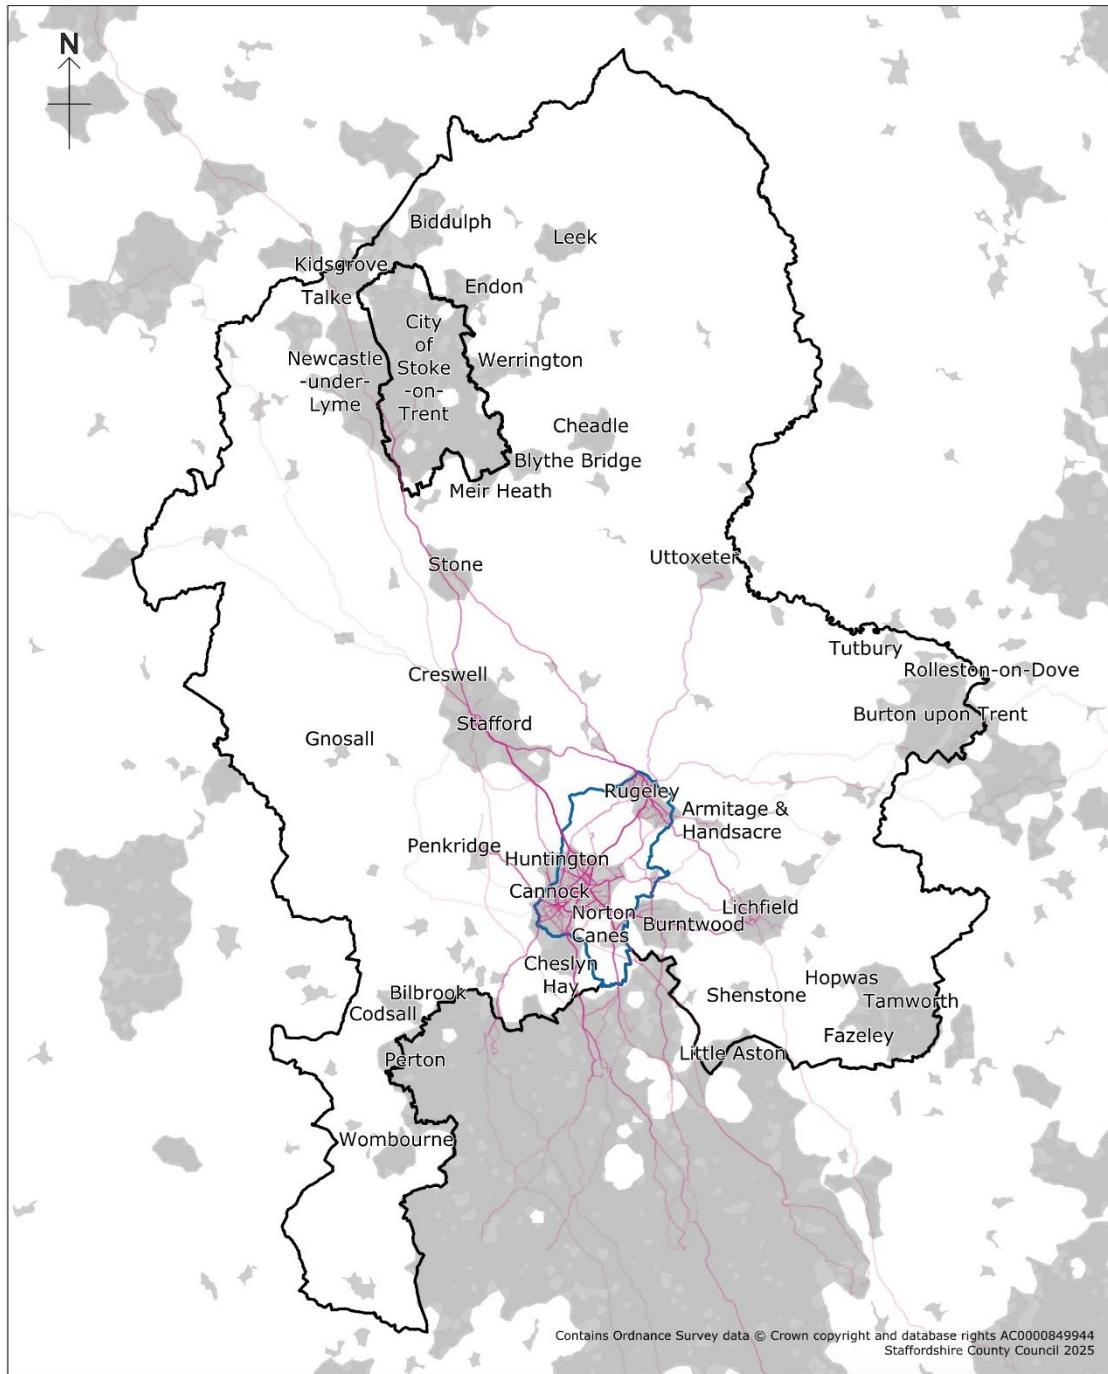 N
Biddulph
Leek
Kidsgrove
Talke
Endon
City
of
Stoke
-on-
Trent
Newcastle
-under-
Lyme
Werrington
Cheadle
Blythe Bridge
Meir Heath
Stone
Uttoxeter
Tutbury
Rolleston-on-Dove
Creswell
Stafford
Burton upon Trent
Gnosall
Rugeley
Armitage &
Handsacre
Penkridge
Huntington
Cannock
Norton
Canes
Burntwood
Lichfield
Cheslyn
Hay
Hopwas
Shenstone
Tamworth
Bilbrook
Codsall
Fazeley
Perton
Little Aston
Wombourne
Contains Ordnance Survey data © Crown copyright and database rights AC0000849944
Staffordshire County Council 2025